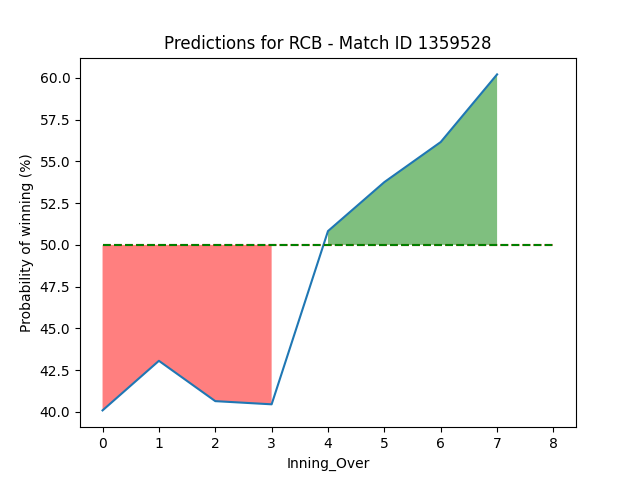 Predictions for RCB - Match ID 1359528
Probability of winning (%)
60.0
57.5
55.0
52.5
50.0
47.5
45.0
42.5
40.0
0 1 2 3 4 5 6 7 8
Inning_Over